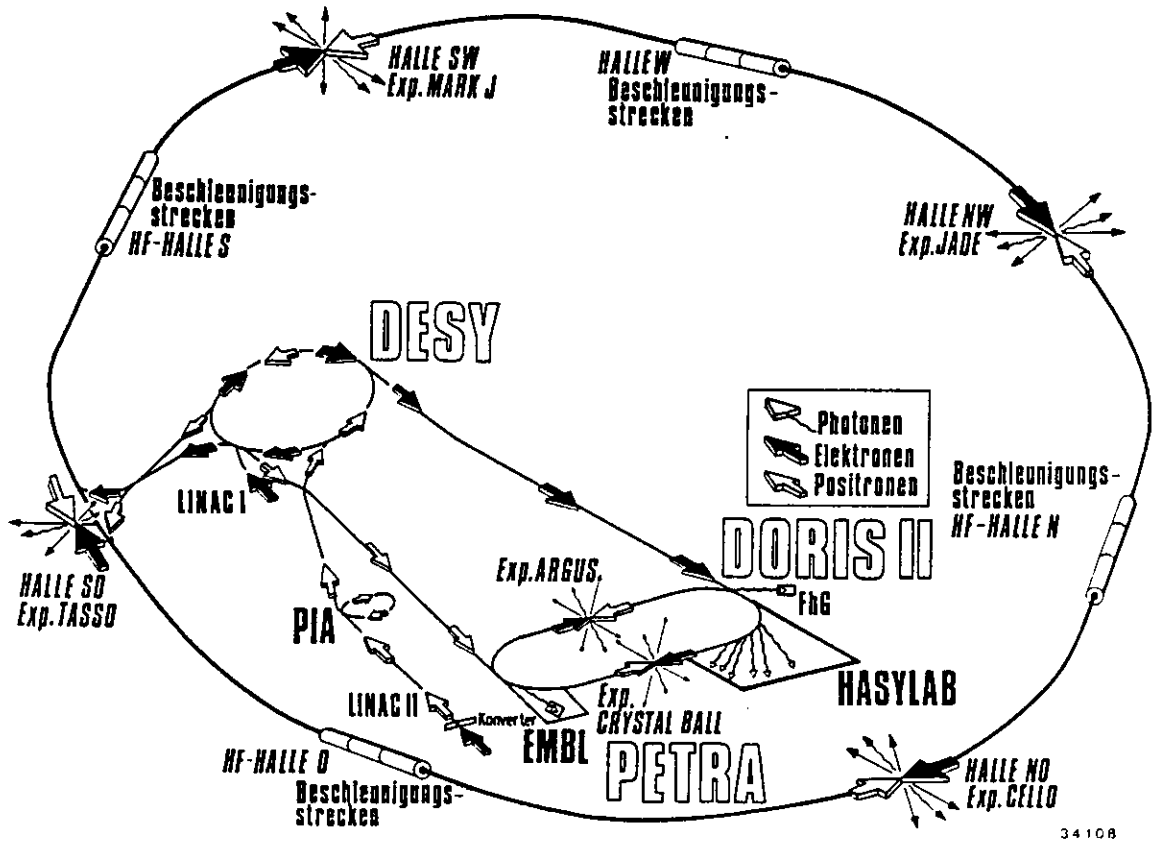 HALLE SW
Exp. MARK J
HALLE W
Beschleunigungs-
strecken
Beschleunigungs-
strecken
HF-HALLE S
HALLE NW
Exp. JADE
DESY
Photonen
Elektronen
Positronen
Beschleunigungs-
strecken
HF-HALLE N
LINAC I
DORIS II
Exp. ARGUS.
FhG
HALLE SO
Exp. TASSO
PIA
HASYLAB
LINAC II
Konverter
EMBL
Exp.
CRYSTAL BALL
PETRA
HF-HALLE O
Beschleunigungs-
strecken
HALLE NO
Exp. CELLO
34108